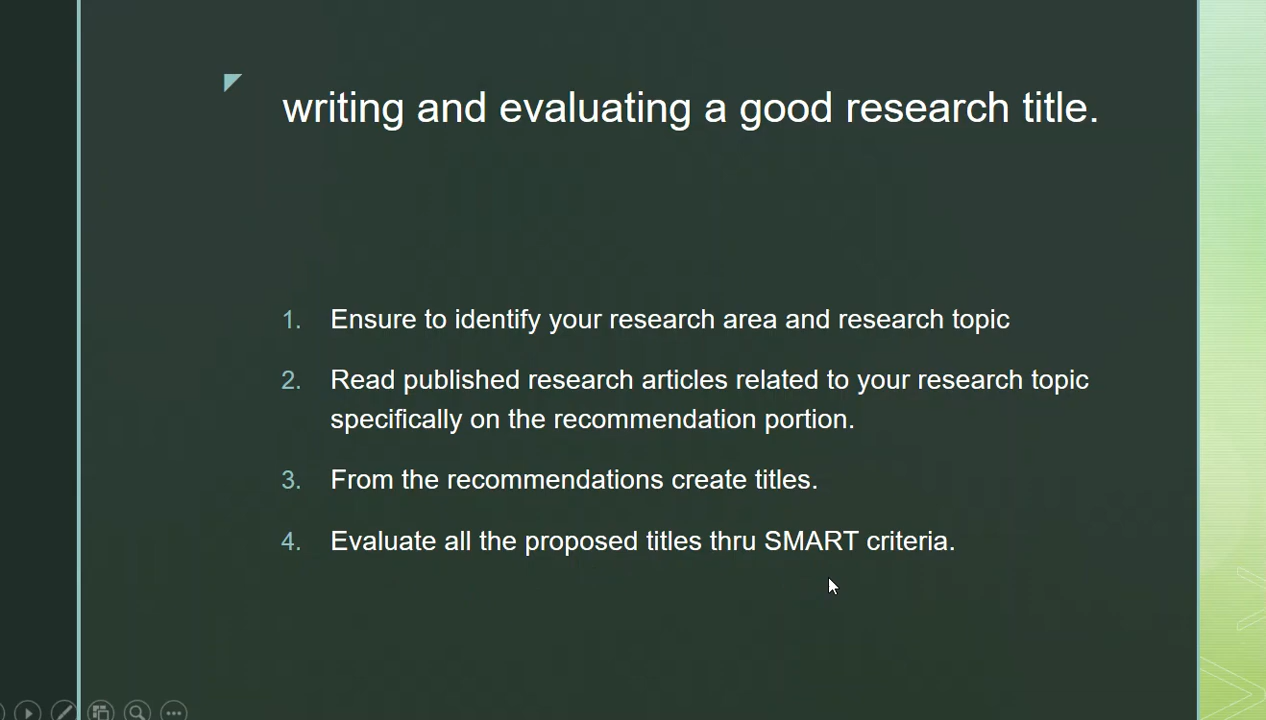 writing and evaluating a good research title.
1. Ensure to identify your research area and research topic
2. Read published research articles related to your research topic
specifically on the recommendation portion.
3. From the recommendations create titles.
4. Evaluate all the proposed titles thru SMART criteria.